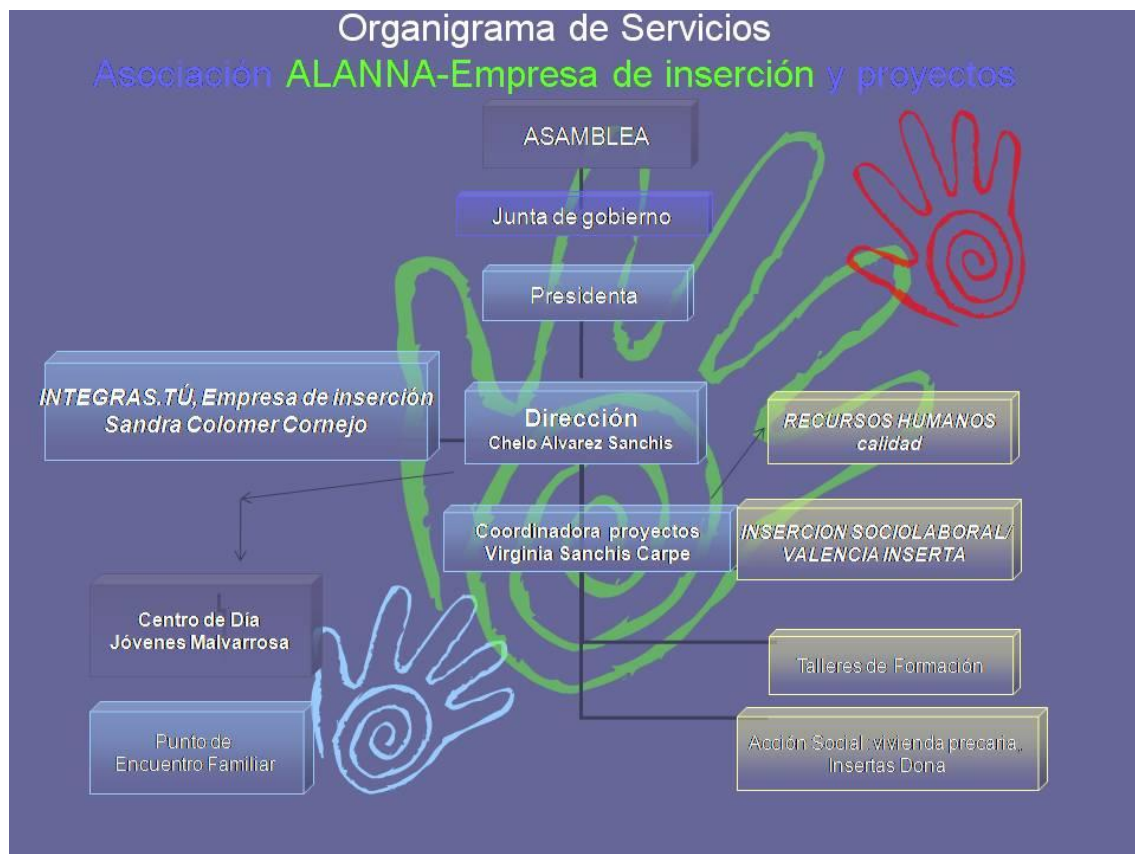 Organigrama de Servicios
Asociación ALANNA-Empresa de inserción y proyectos
ASAMBLEA
Junta de gobierno
Presidenta
INTEGRAS.TÚ, Empresa de inserción
Sandra Colomer Cornejo
Dirección
Chelo Alvarez Sanchis
RECURSOS HUMANOS
calidad
Coordinadora proyectos
Virginia Sanchis Carpe
INSERCION SOCIOLABORAL/
VALENCIA INSERTA
L
Centro de Día
Jóvenes Malvarrosa
Talleres de Formación
Punto de
Encuentro Familiar
Acción Social :vivienda precaria,,
Insertas Dona